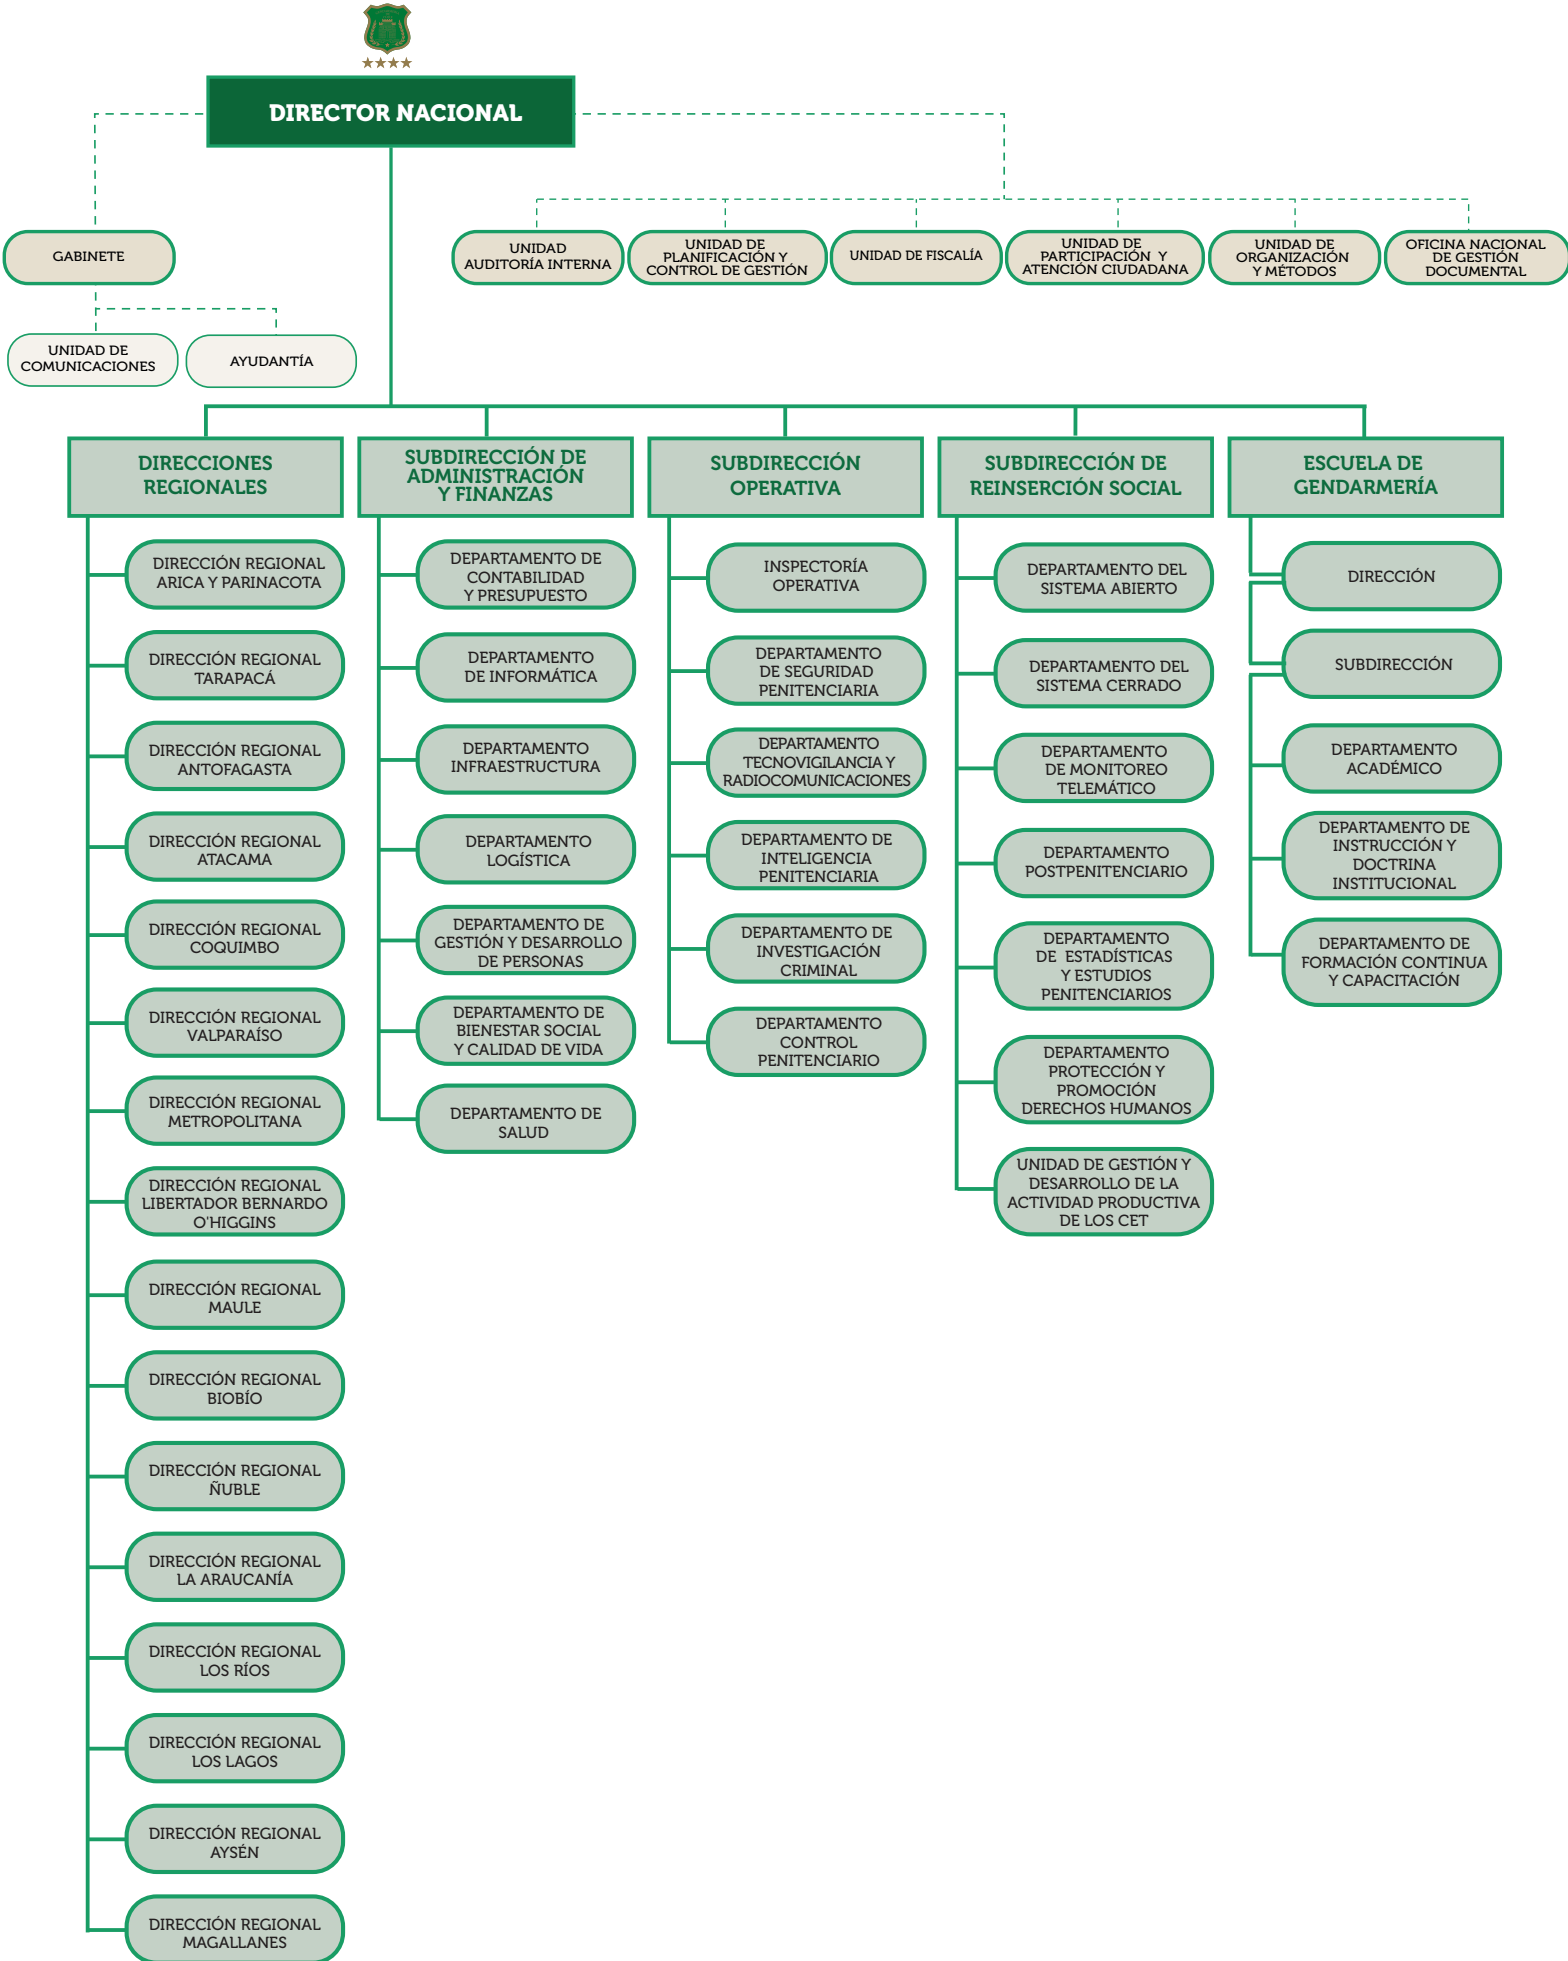 DIRECTOR NACIONAL
GABINETE
UNIDAD DE
COMUNICACIONES
AYUDANTÍA
UNIDAD
AUDITORÍA INTERNA
UNIDAD DE
PLANIFICACIÓN Y
CONTROL DE GESTIÓN
UNIDAD DE FISCALÍA
UNIDAD DE
PARTICIPACIÓN Y
ATENCIÓN CIUDADANA
UNIDAD DE
ORGANIZACIÓN
Y MÉTODOS
OFICINA NACIONAL
DE GESTIÓN
DOCUMENTAL
DIRECCIONES
REGIONALES
DIRECCIÓN REGIONAL
ARICA Y PARINACOTA
DIRECCIÓN REGIONAL
TARAPACÁ
DIRECCIÓN REGIONAL
ANTOFAGASTA
DIRECCIÓN REGIONAL
ATACAMA
DIRECCIÓN REGIONAL
COQUIMBO
DIRECCIÓN REGIONAL
VALPARAÍSO
DIRECCIÓN REGIONAL
METROPOLITANA
DIRECCIÓN REGIONAL
LIBERTADOR BERNARDO
O'HIGGINS
DIRECCIÓN REGIONAL
MAULE
DIRECCIÓN REGIONAL
BIOBÍO
DIRECCIÓN REGIONAL
ÑUBLE
DIRECCIÓN REGIONAL
LA ARAUCANÍA
DIRECCIÓN REGIONAL
LOS RÍOS
DIRECCIÓN REGIONAL
LOS LAGOS
DIRECCIÓN REGIONAL
AYSÉN
DIRECCIÓN REGIONAL
MAGALLANES
SUBDIRECCIÓN DE
ADMINISTRACIÓN
Y FINANZAS
DEPARTAMENTO DE
CONTABILIDAD
Y PRESUPUESTO
DEPARTAMENTO
DE INFORMÁTICA
DEPARTAMENTO
INFRAESTRUCTURA
DEPARTAMENTO
LOGÍSTICA
DEPARTAMENTO DE
GESTIÓN Y DESARROLLO
DE PERSONAS
DEPARTAMENTO DE
BIENESTAR SOCIAL
Y CALIDAD DE VIDA
DEPARTAMENTO DE
SALUD
SUBDIRECCIÓN
OPERATIVA
INSPECTORÍA
OPERATIVA
DEPARTAMENTO
DE SEGURIDAD
PENITENCIARIA
DEPARTAMENTO
TECNOVIGILANCIA Y
RADIOCOMUNICACIONES
DEPARTAMENTO DE
INTELIGENCIA
PENITENCIARIA
DEPARTAMENTO DE
INVESTIGACIÓN
CRIMINAL
DEPARTAMENTO
CONTROL
PENITENCIARIO
SUBDIRECCIÓN DE
REINSERCIÓN SOCIAL
DEPARTAMENTO DEL
SISTEMA ABIERTO
DEPARTAMENTO DEL
SISTEMA CERRADO
DEPARTAMENTO
DE MONITOREO
TELEMÁTICO
DEPARTAMENTO
POSTPENITENCIARIO
DEPARTAMENTO
DE ESTADÍSTICAS
Y ESTUDIOS
PENITENCIARIOS
DEPARTAMENTO
PROTECCIÓN Y
PROMOCIÓN
DERECHOS HUMANOS
UNIDAD DE GESTIÓN Y
DESARROLLO DE LA
ACTIVIDAD PRODUCTIVA
DE LOS CET
ESCUELA DE
GENDARMERÍA
DIRECCIÓN
SUBDIRECCIÓN
DEPARTAMENTO
ACADÉMICO
DEPARTAMENTO DE
INSTRUCCIÓN Y
DOCTRINA
INSTITUCIONAL
DEPARTAMENTO DE
FORMACIÓN CONTINUA
Y CAPACITACIÓN